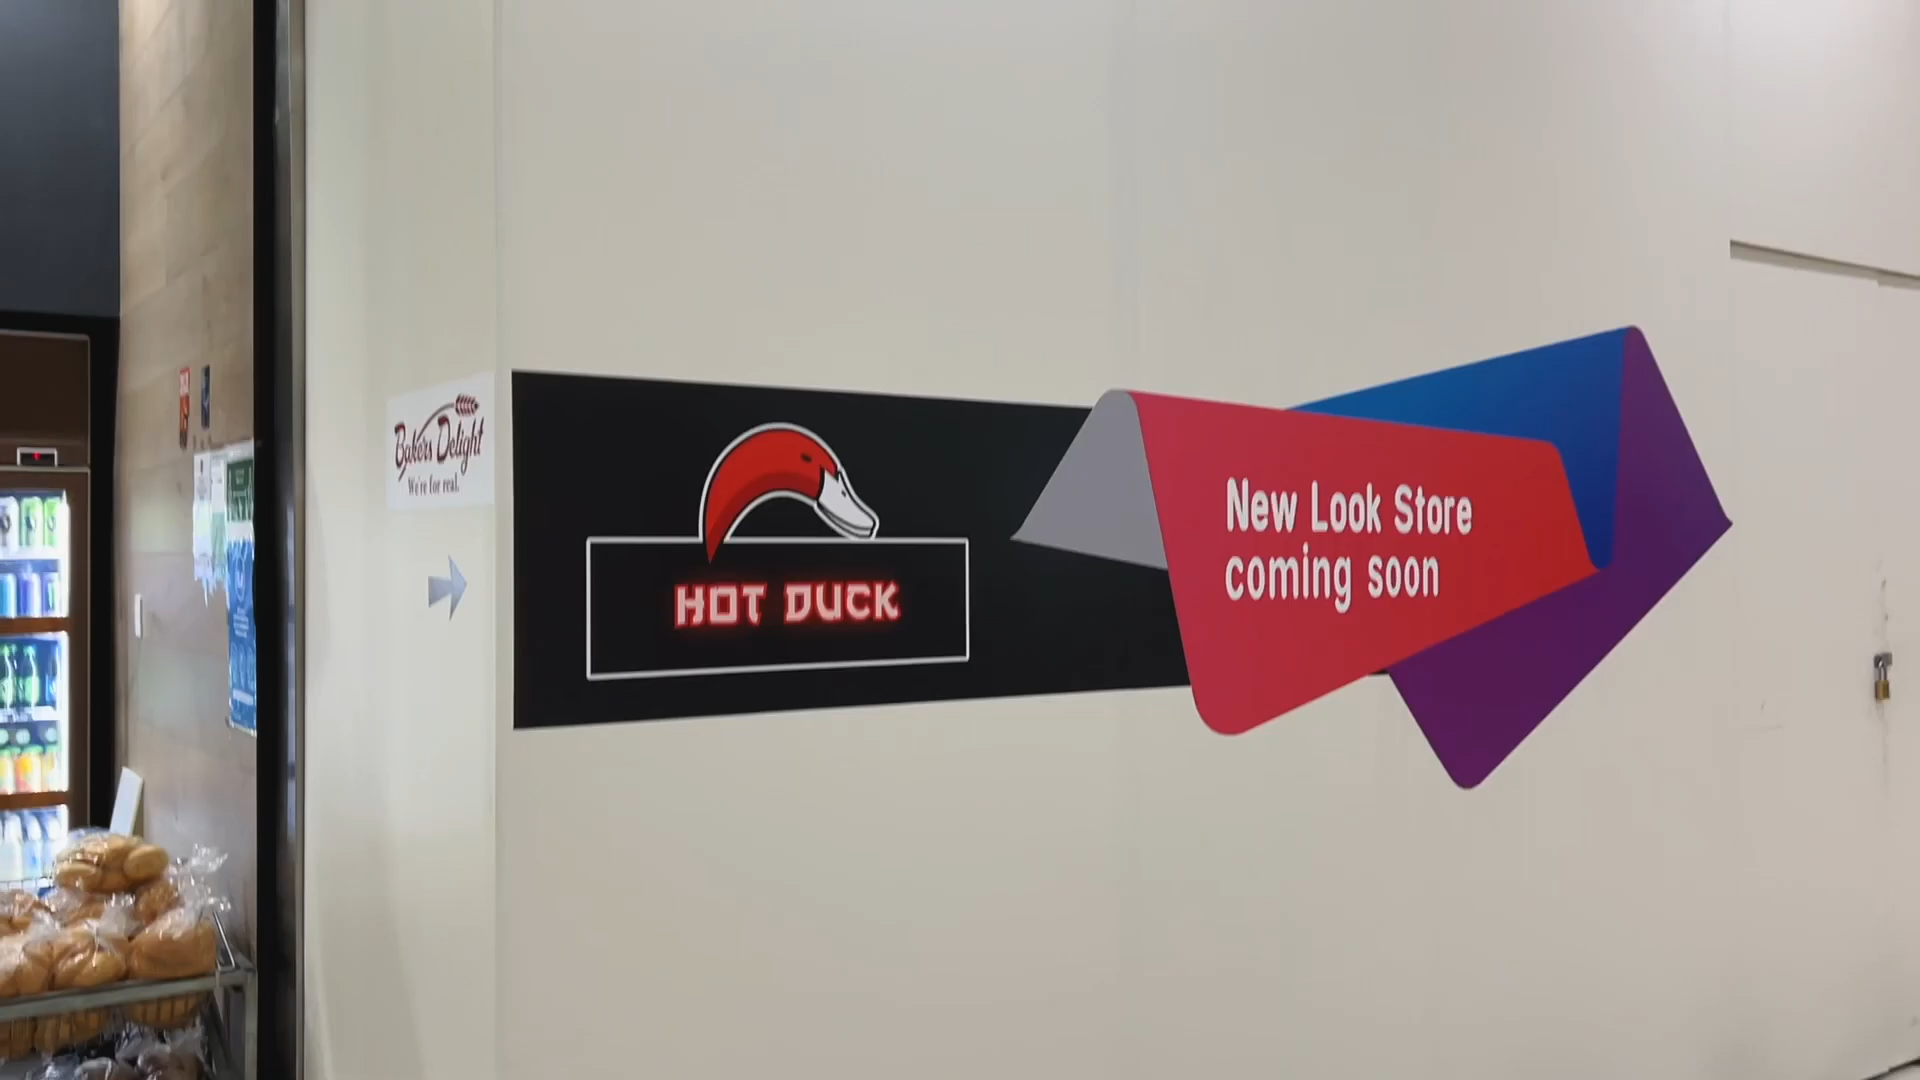 Bakers Delight
We're for real.
HOT DUCK
New Look Store
coming soon